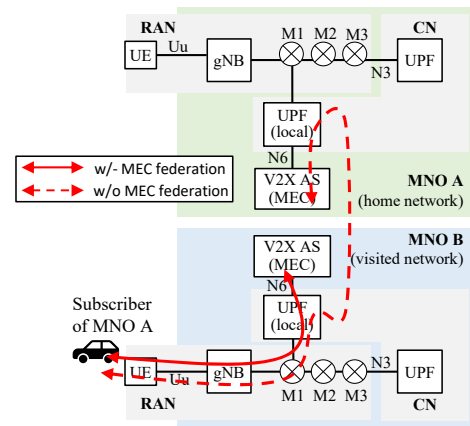 RAN
CN
M1 M2 M3
Uu
UE
gNB
UPF
N3
UPF
(local)
N6
w/- MEC federation
w/o MEC federation
V2X AS
(MEC)
MNO A
(home network)
MNO B
(visited network)
V2X AS
(MEC)
N6
Subscriber
of MNO A
UPF
(local)
N3
UE
Uu
gNB
UPF
M1 M2 M3
RAN
CN